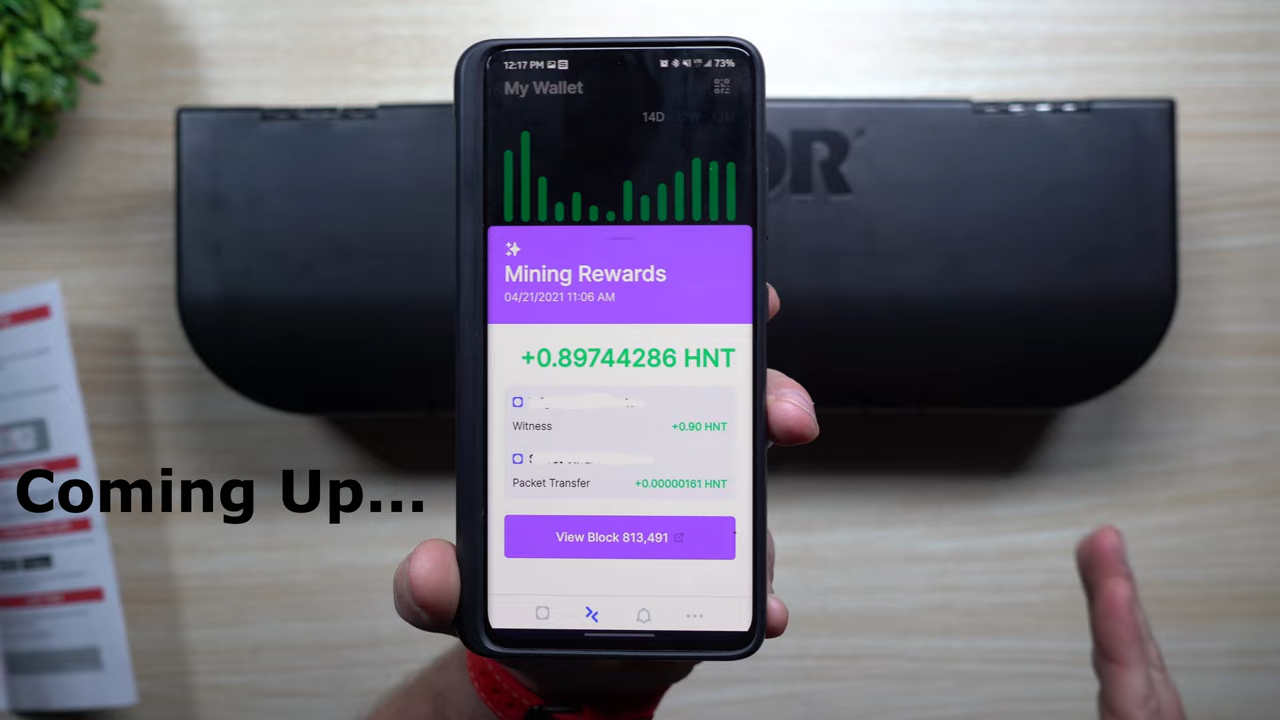 12:17 PM
73%
My Wallet
14D
Mining Rewards
04/21/2021 11:06 AM
+0.89744286 HNT
Witness
+0.90 HNT
Packet Transfer
+0.00000161 HNT
View Block 813,491
Coming Up...